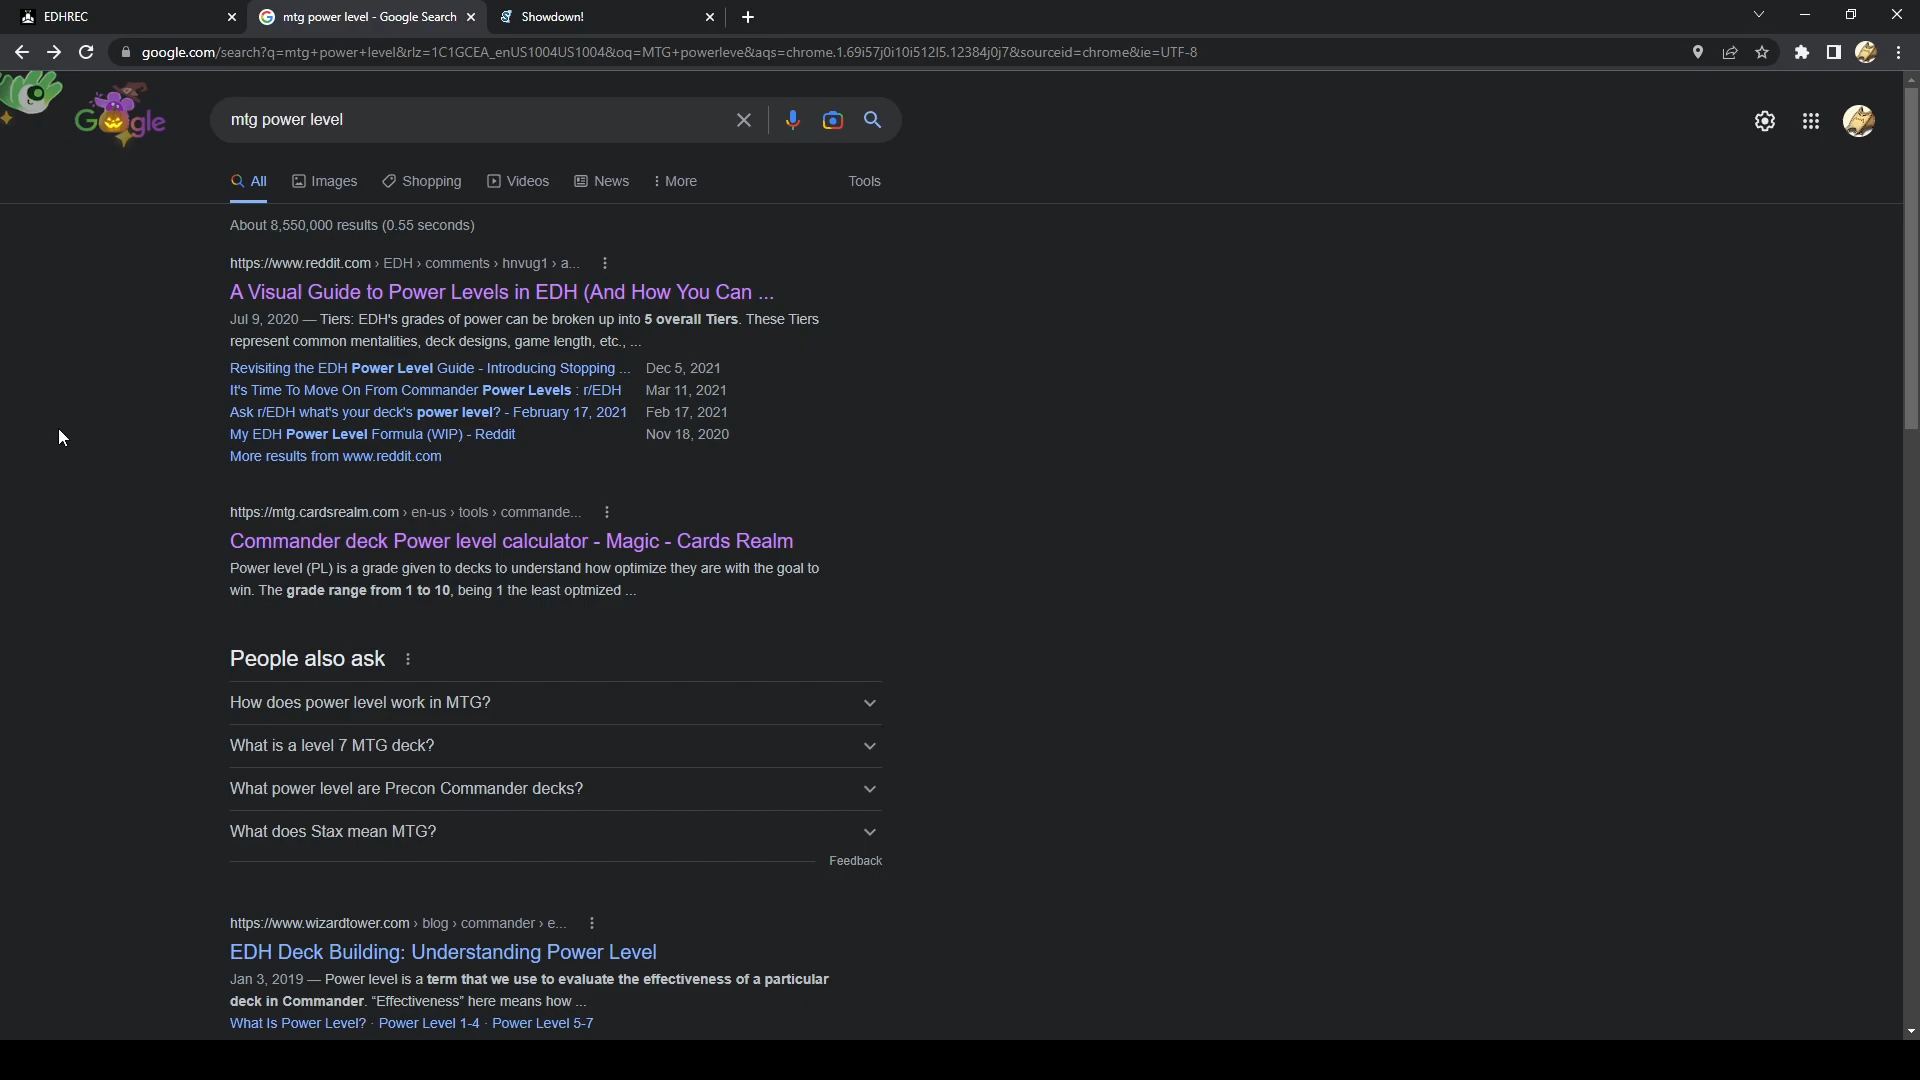 EDHREC
mtg power level - Google Search
Showdown!
google.com/search?q=mtg+power+level&rlz=1C1GCEA_enUS1004US1004&oq=MTG+powerleve&aqs=chrome.1.69i57j0i10i512l5.12384j0j7&sourceid=chrome&ie=UTF-8
Google
mtg power level
All
Images
Shopping
Videos
News
More
Tools
About 8,550,000 results (0.55 seconds)
https://www.reddit.com › EDH › comments › hnvug1 › a...
A Visual Guide to Power Levels in EDH (And How You Can ...
Jul 9, 2020 — Tiers: EDH's grades of power can be broken up into 5 overall Tiers. These Tiers
represent common mentalities, deck designs, game length, etc., ...
Revisiting the EDH Power Level Guide - Introducing Stopping ... Dec 5, 2021
It's Time To Move On From Commander Power Levels : r/EDH Mar 11, 2021
Ask r/EDH what's your deck's power level? - February 17, 2021 Feb 17, 2021
My EDH Power Level Formula (WIP) - Reddit Nov 18, 2020
More results from www.reddit.com
https://mtg.cardsrealm.com › en-us › tools › commande...
Commander deck Power level calculator - Magic - Cards Realm
Power level (PL) is a grade given to decks to understand how optimize they are with the goal to
win. The grade range from 1 to 10, being 1 the least optmized ...
People also ask
How does power level work in MTG?
What is a level 7 MTG deck?
What power level are Precon Commander decks?
What does Stax mean MTG?
Feedback
https://www.wizardtower.com › blog › commander › e...
EDH Deck Building: Understanding Power Level
Jan 3, 2019 — Power level is a term that we use to evaluate the effectiveness of a particular
deck in Commander. “Effectiveness” here means how ...
What Is Power Level? · Power Level 1-4 · Power Level 5-7